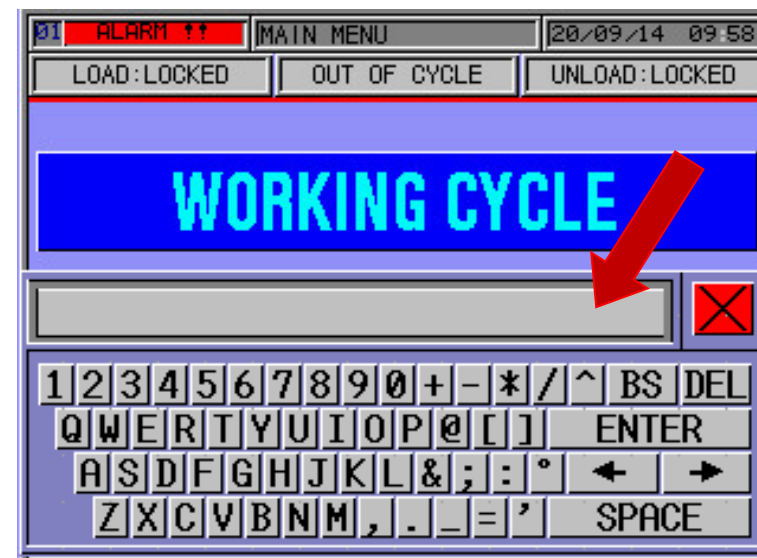 01 ALARM !! MAIN MENU 20/09/14 09:58
LOAD:LOCKED OUT OF CYCLE UNLOAD:LOCKED
WORKING CYCLE
1 2 3 4 5 6 7 8 9 0 + - * / ^ BS DEL
Q W E R T Y U I O P @ [ ] ENTER
A S D F G H J K L & ; : ° ← →
Z X C V B N M , . _ = ' SPACE